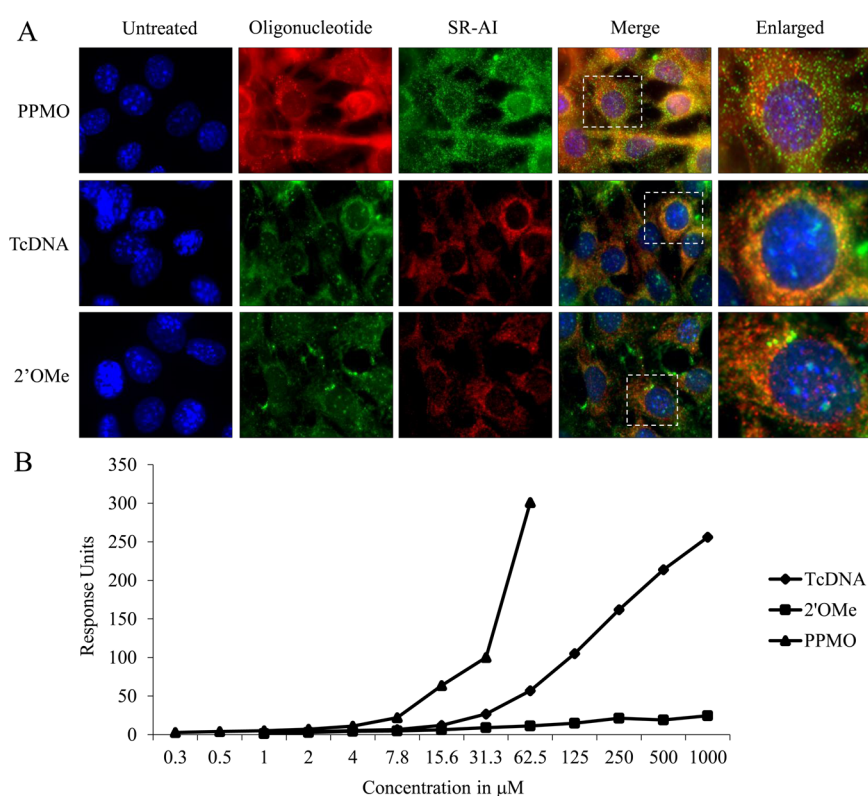 A
Untreated Oligonucleotide SR-AI Merge Enlarged
PPMO
TcDNA
2'OMe
B
350
300
250
200
150
100
50
0
Response Units
0.3 0.5 1 2 4 7.8 15.6 31.3 62.5 125 250 500 1000
Concentration in µM
TcDNA
2'OMe
PPMO